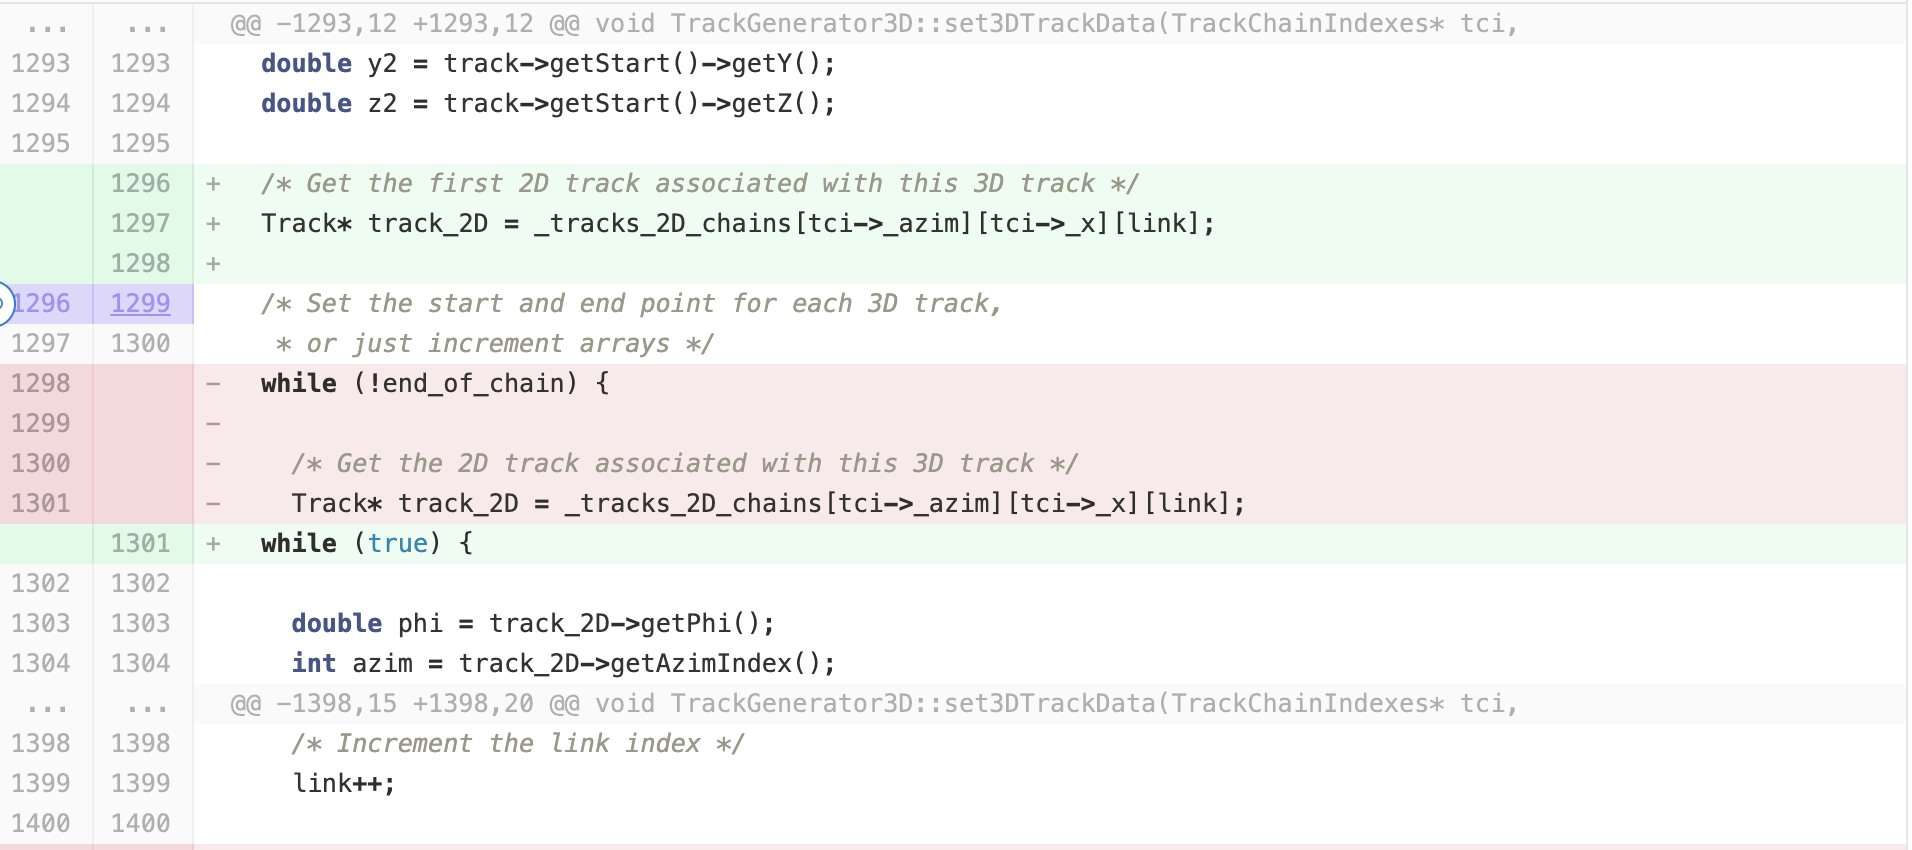 ... ... @@ -1293,12 +1293,12 @@ void TrackGenerator3D::set3DTrackData(TrackChainIndexes* tci,
1293 1293 double y2 = track->getStart()->getY();
1294 1294 double z2 = track->getStart()->getZ();
1295 1295
1296 + /* Get the first 2D track associated with this 3D track */
1297 + Track* track_2D = _tracks_2D_chains[tci->_azim][tci->_x][link];
1298 +
1296 1299 /* Set the start and end point for each 3D track,
1297 1300 * or just increment arrays */
1298 - while (!end_of_chain) {
1299 -
1300 - /* Get the 2D track associated with this 3D track */
1301 - Track* track_2D = _tracks_2D_chains[tci->_azim][tci->_x][link];
1301 + while (true) {
1302 1302
1303 1303 double phi = track_2D->getPhi();
1304 1304 int azim = track_2D->getAzimIndex();
... ... @@ -1398,15 +1398,20 @@ void TrackGenerator3D::set3DTrackData(TrackChainIndexes* tci,
1398 1398 /* Increment the link index */
1399 1399 link++;
1400 1400